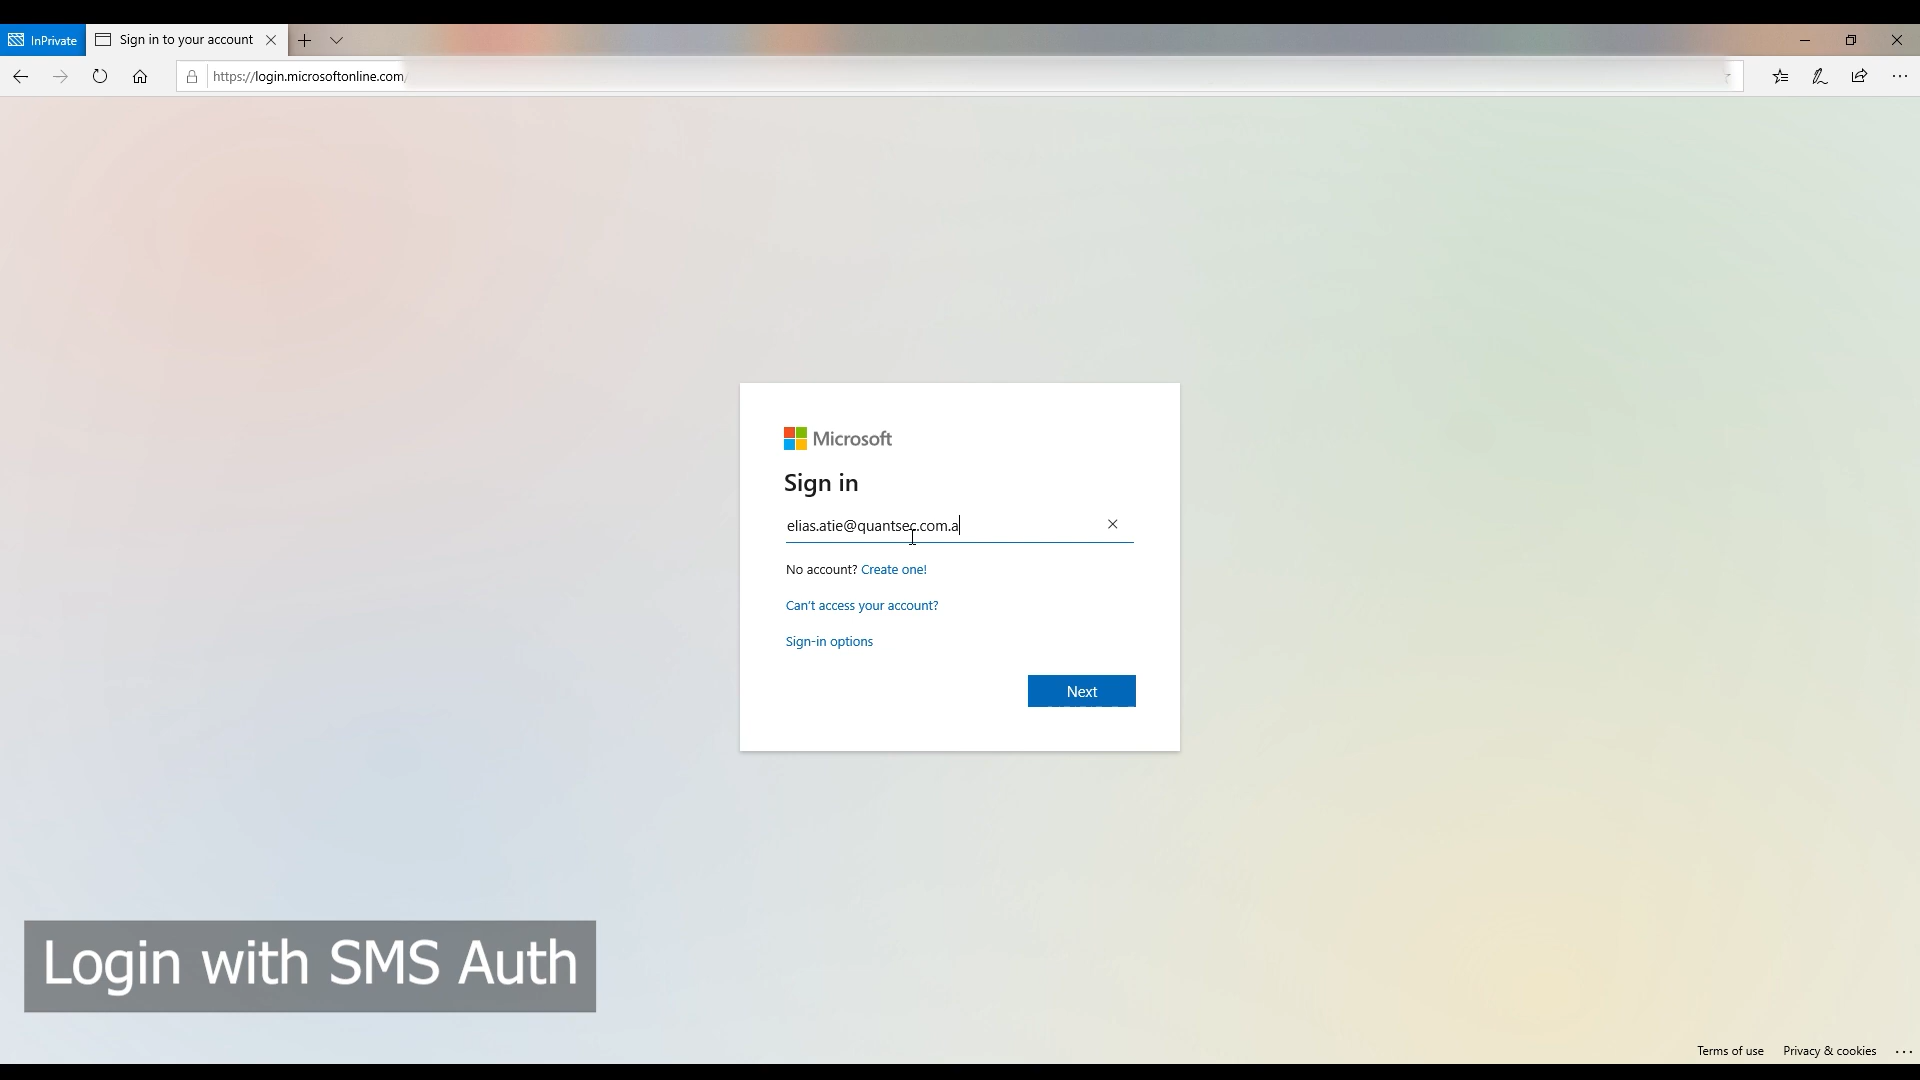 InPrivate
Sign in to your account
https://login.microsoftonline.com/
Microsoft
Sign in
elias.atie@quantsec.com.a
No account? Create one!
Can't access your account?
Sign-in options
Next
Login with SMS Auth
Terms of use
Privacy & cookies